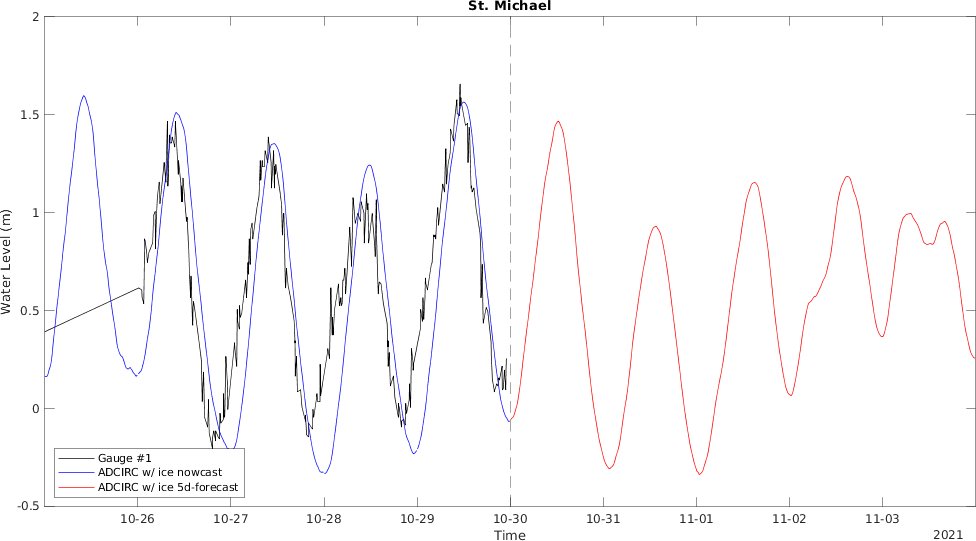 St. Michael
2
1.5
1
0.5
0
-0.5
Water Level (m)
Gauge #1
ADCIRC w/ ice nowcast
ADCIRC w/ ice 5d-forecast
10-26
10-27
10-28
10-29
10-30
10-31
11-01
11-02
11-03
Time
2021